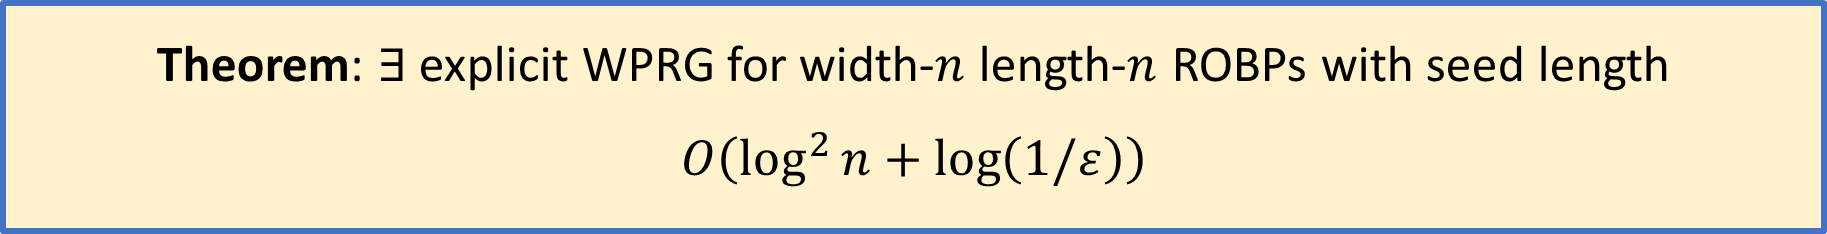 Theorem: ∃ explicit WPRG for width-𝑛 length-𝑛 ROBPs with seed length
𝑂(log² 𝑛 + log(1/𝜀))